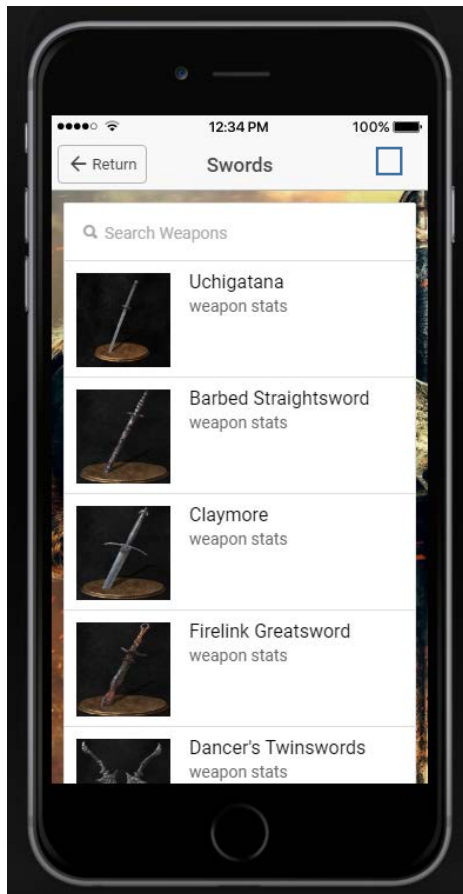 12:34 PM
100%
Return
Swords
Search Weapons
Uchigatana
weapon stats
Barbed Straightsword
weapon stats
Claymore
weapon stats
Firelink Greatsword
weapon stats
Dancer's Twinswords
weapon stats